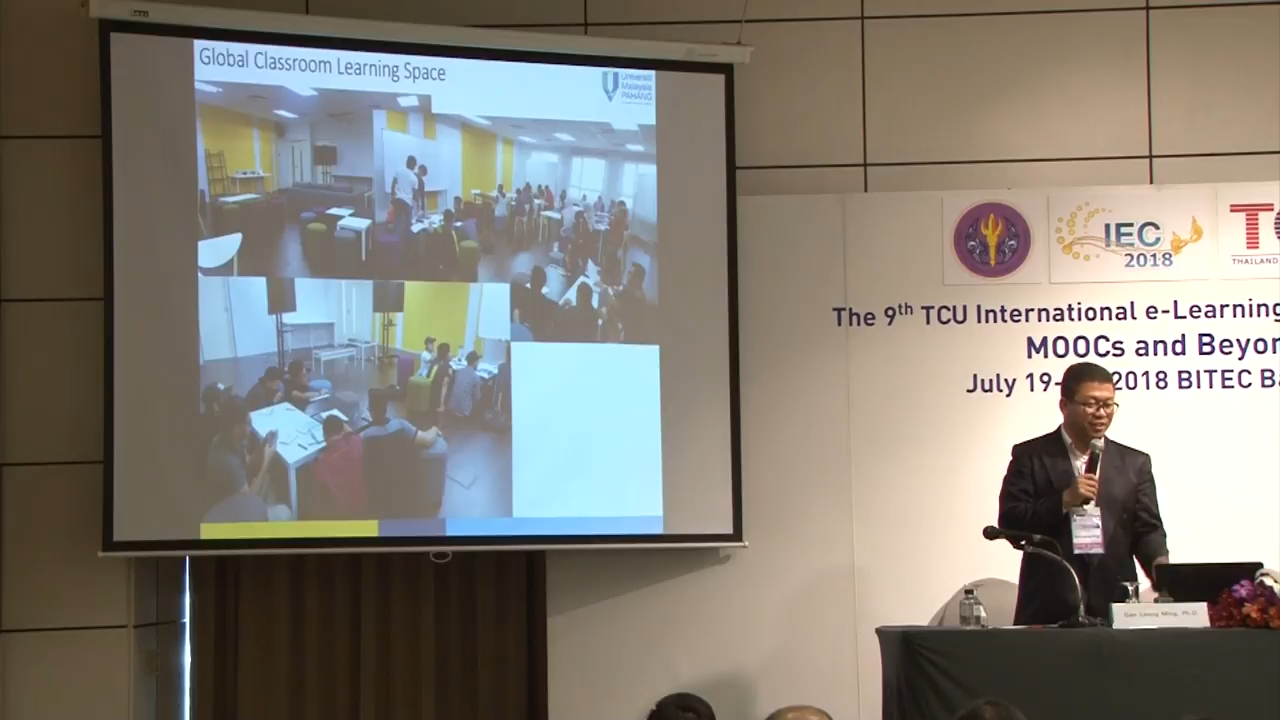 Global Classroom Learning Space
Universiti
Malaysia
PAHANG
IEC
2018
THAILAND
The 9th TCU International e-Learning
MOOCs and Beyon
July 19- 2018 BITEC Ba
Gan Leong Ming, Ph.D.